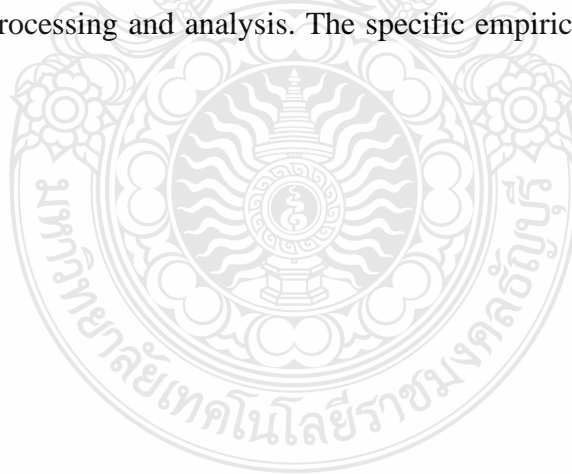 rocessing and analysis. The specific empiric
มหาวิทยาลัยเทคโนโลยีราชมงคลธัญบุรี